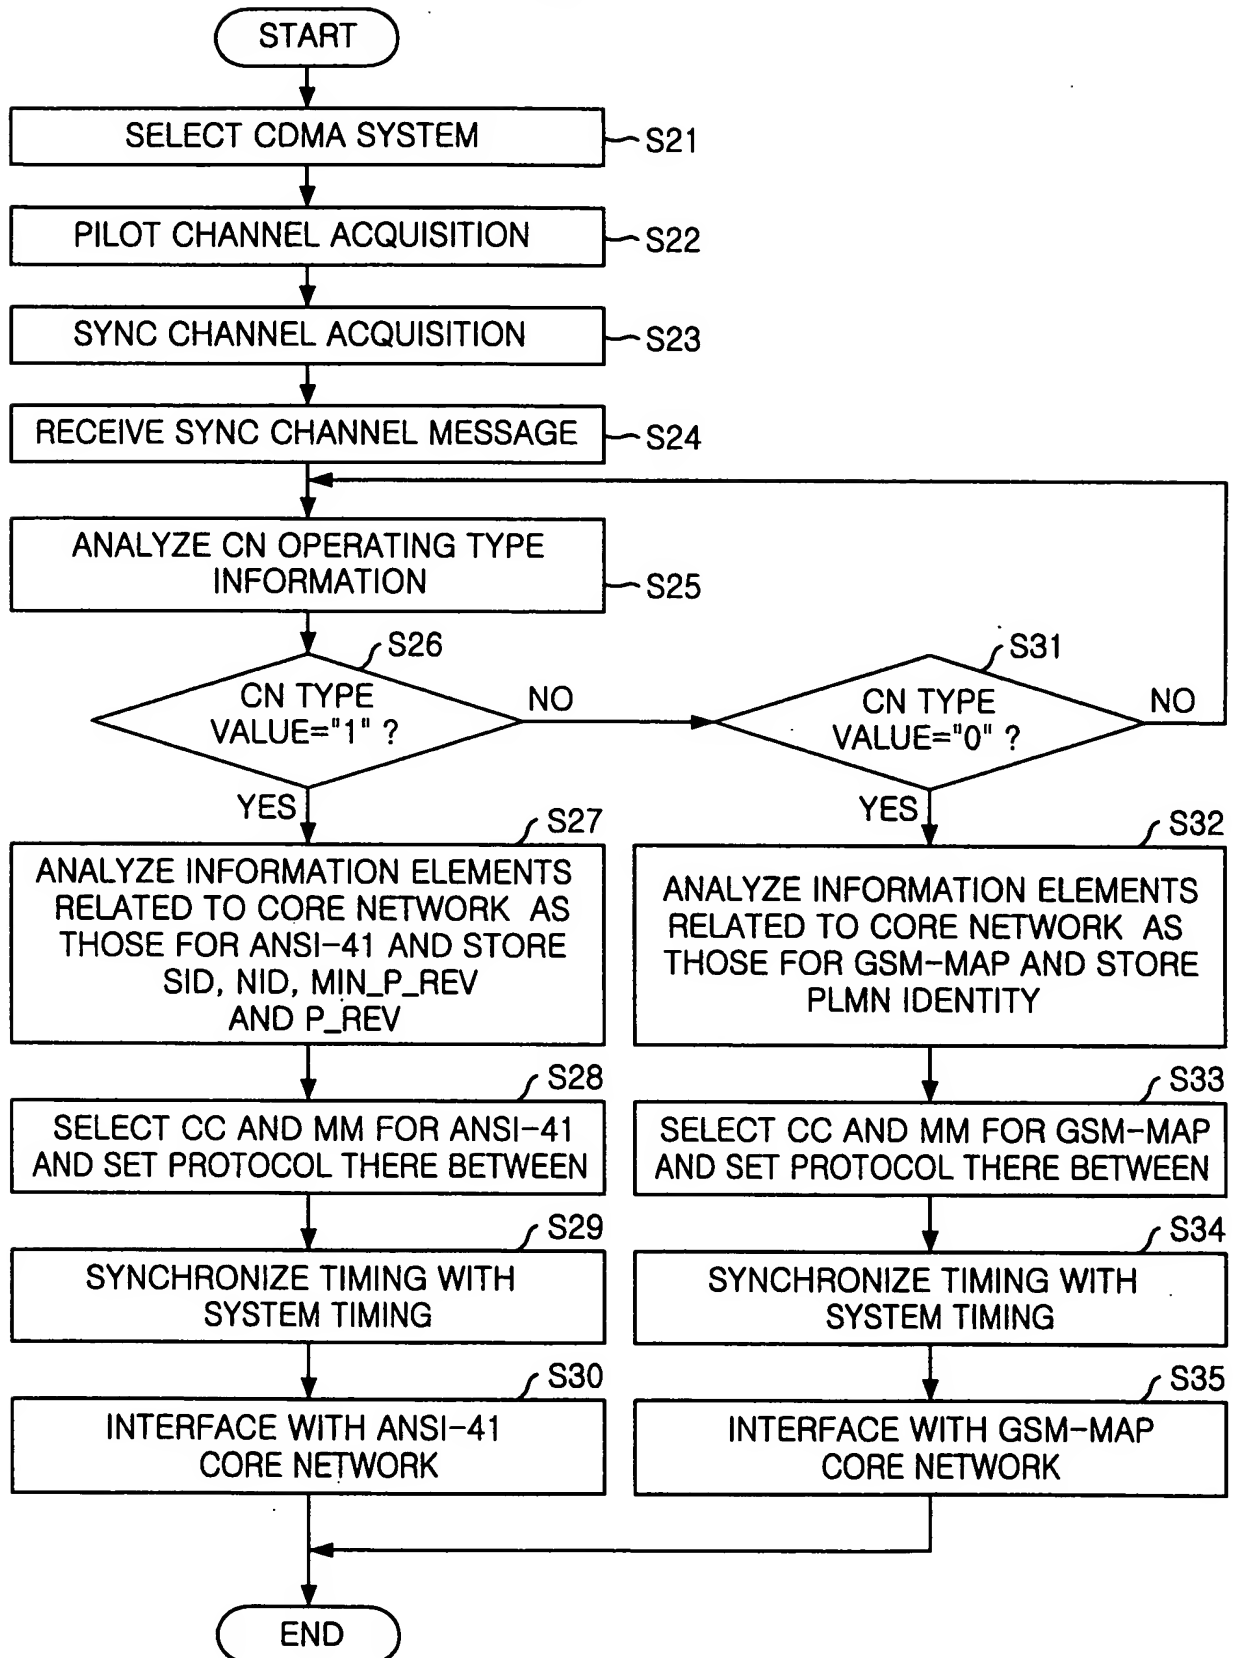 START
SELECT CDMA SYSTEM
S21
PILOT CHANNEL ACQUISITION
S22
SYNC CHANNEL ACQUISITION
S23
RECEIVE SYNC CHANNEL MESSAGE
S24
ANALYZE CN OPERATING TYPE
INFORMATION
S25
S26
CN TYPE
VALUE="1" ?
NO
YES
S31
CN TYPE
VALUE="0" ?
NO
YES
S27
ANALYZE INFORMATION ELEMENTS
RELATED TO CORE NETWORK AS
THOSE FOR ANSI-41 AND STORE
SID, NID, MIN_P_REV
AND P_REV
S32
ANALYZE INFORMATION ELEMENTS
RELATED TO CORE NETWORK AS
THOSE FOR GSM-MAP AND STORE
PLMN IDENTITY
S28
SELECT CC AND MM FOR ANSI-41
AND SET PROTOCOL THERE BETWEEN
S33
SELECT CC AND MM FOR GSM-MAP
AND SET PROTOCOL THERE BETWEEN
S29
SYNCHRONIZE TIMING WITH
SYSTEM TIMING
S34
SYNCHRONIZE TIMING WITH
SYSTEM TIMING
S30
INTERFACE WITH ANSI-41
CORE NETWORK
S35
INTERFACE WITH GSM-MAP
CORE NETWORK
END